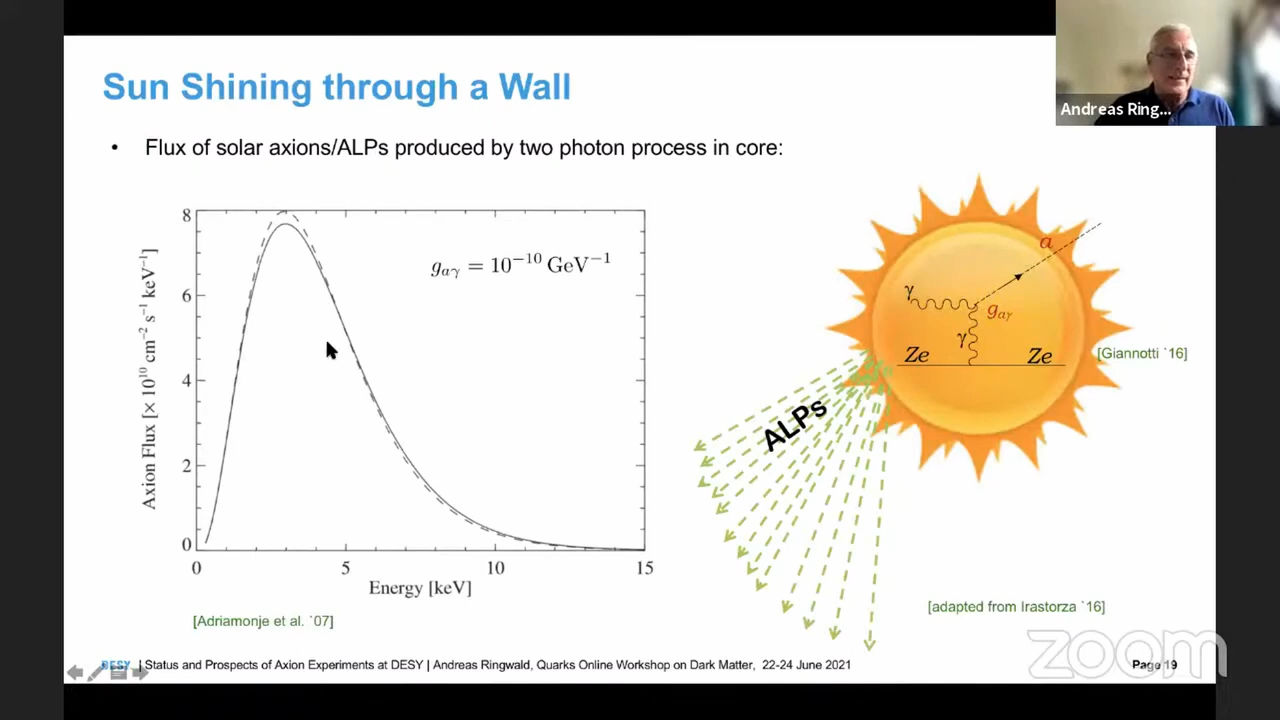 Sun Shining through a Wall
Andreas Ring...
• Flux of solar axions/ALPs produced by two photon process in core:
8
6
4
2
0
0 5 10 15
Axion Flux [× 10¹⁰ cm⁻² s⁻¹ keV⁻¹]
Energy [keV]
gₐᵧ = 10⁻¹⁰ GeV⁻¹
[Adriamonje et al. `07]
a
γ
gₐᵧ
γ
Ze Ze
[Giannotti `16]
ALPs
[adapted from Irastorza `16]
zoom
DESY. | Status and Prospects of Axion Experiments at DESY | Andreas Ringwald, Quarks Online Workshop on Dark Matter, 22-24 June 2021
Page 19